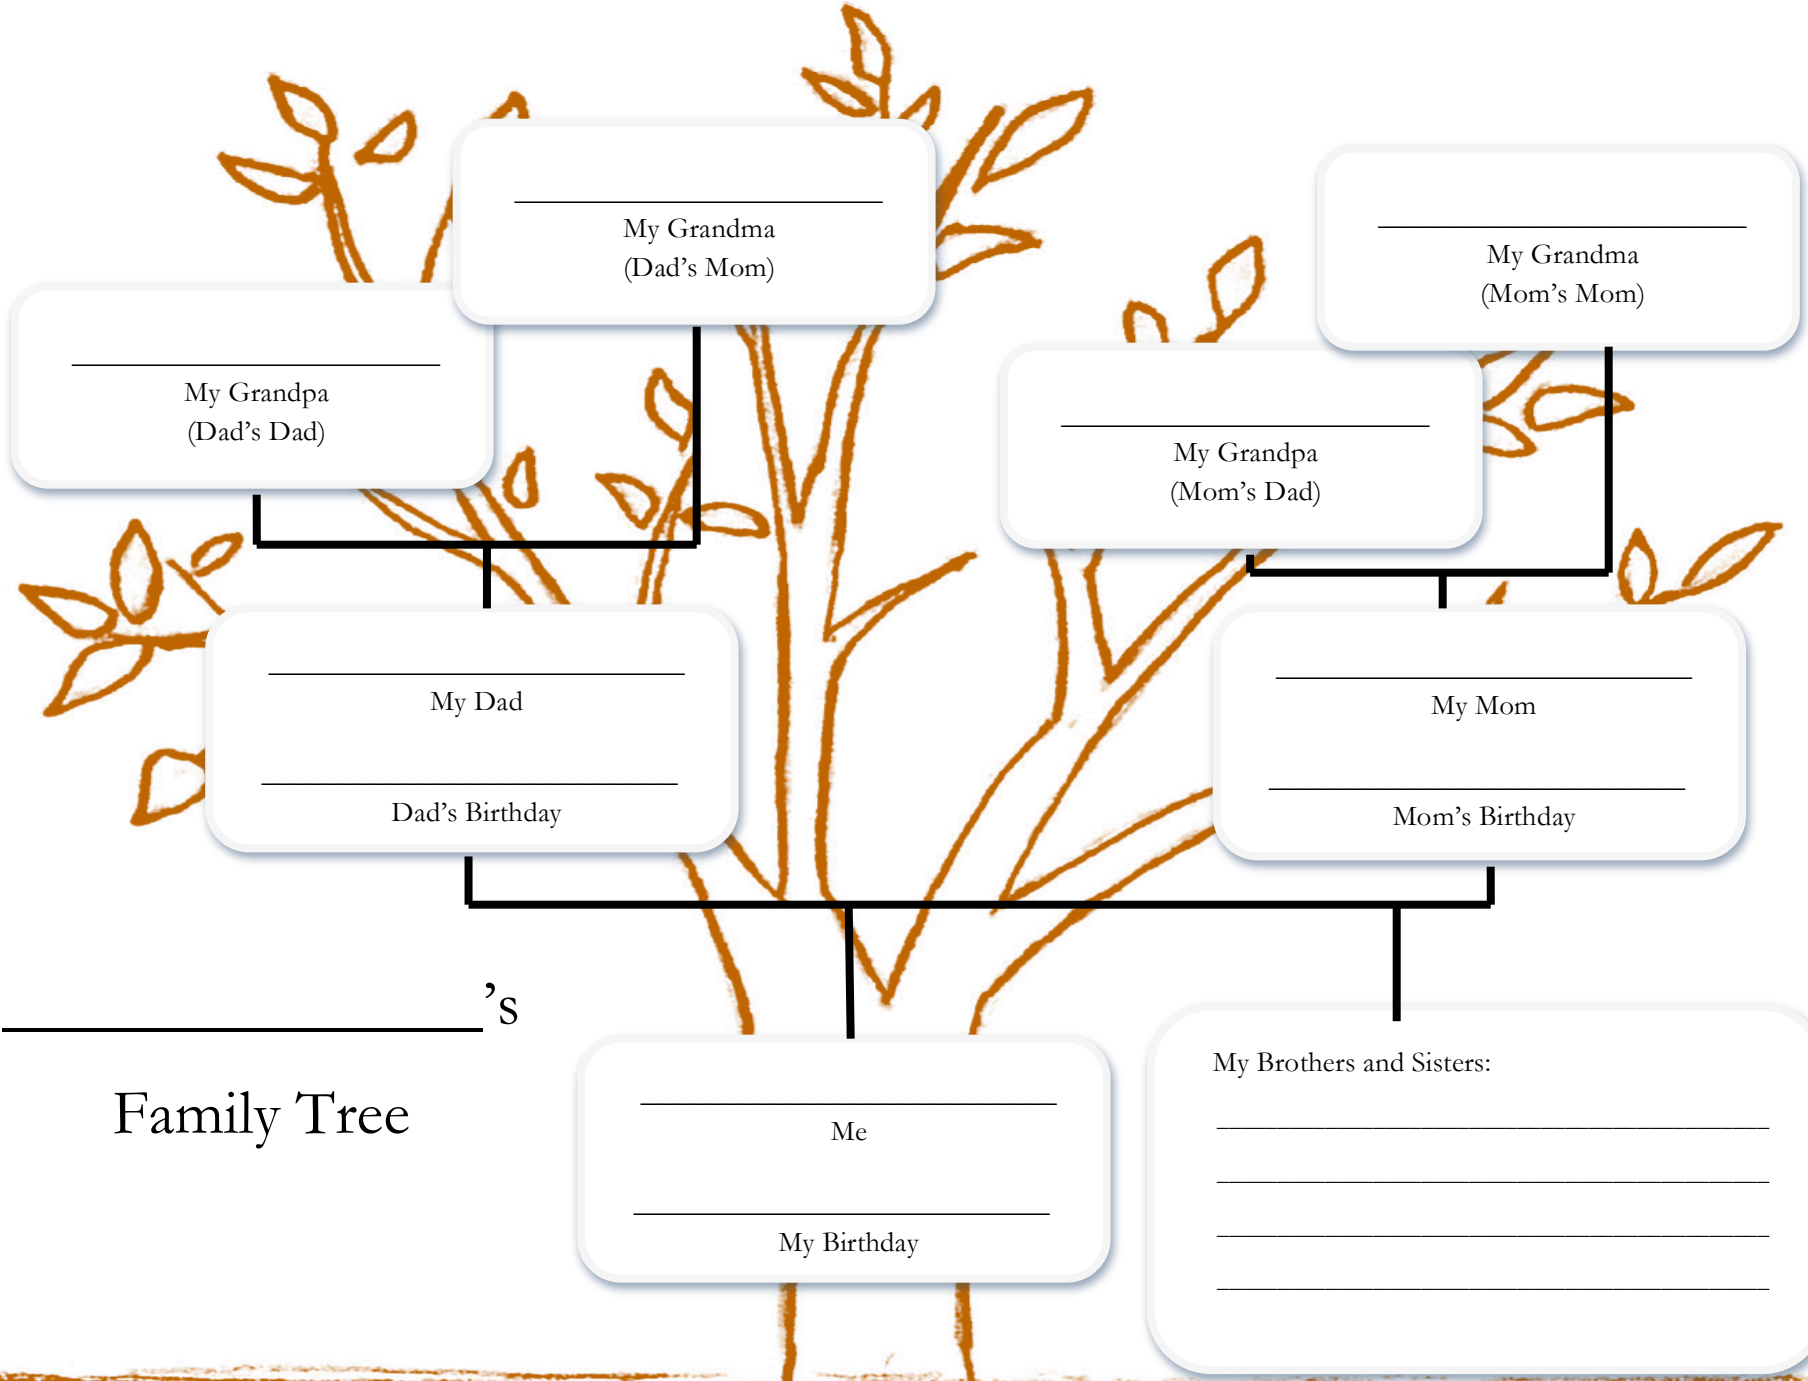 My Grandma
(Dad’s Mom)
My Grandma
(Mom’s Mom)
My Grandpa
(Dad’s Dad)
My Grandpa
(Mom’s Dad)
My Dad
Dad’s Birthday
My Mom
Mom’s Birthday
’s
Family Tree
Me
My Birthday
My Brothers and Sisters: